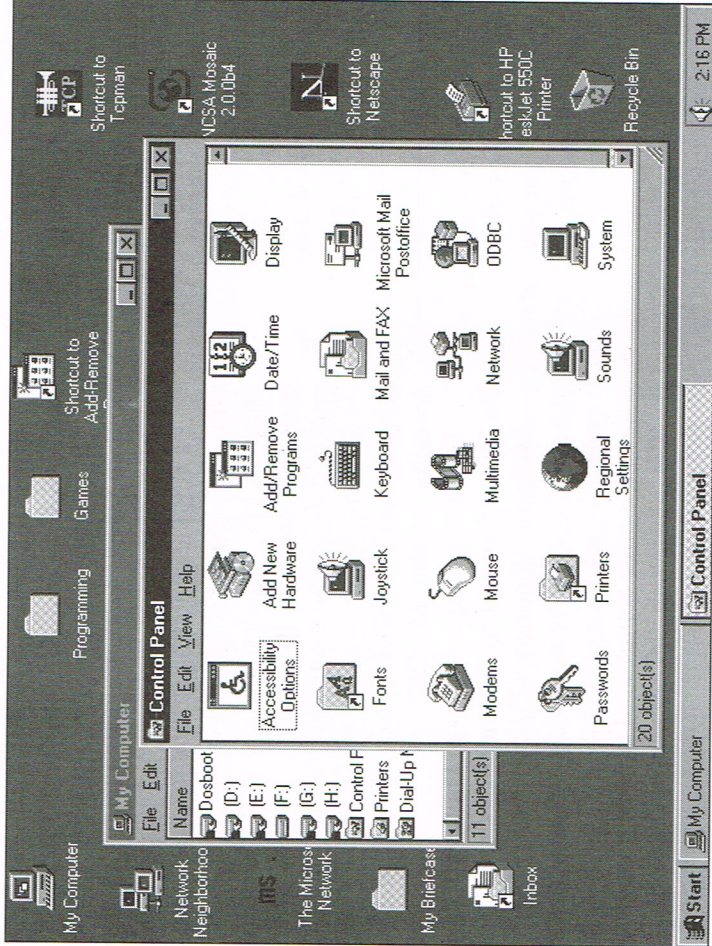 My Computer
Network
Neighborhoo
The Microsof
Network
My Briefcase
Inbox
Programming
Games
Shortcut to
Add-Remove
TCP
Shortcut to
Tcpman
NCSA Mosaic
2.0.0b4
N
Shortcut to
Netscape
hortcut to HP
eskJet 550C
Printer
Recycle Bin
My Computer
File Edit
Name
Dosboot
(D:)
(E:)
(F:)
(G:)
(H:)
Control F
Printers
Dial-Up N
11 object(s)
Control Panel
File Edit View Help
Accessibility
Options
Add New
Hardware
Add/Remove
Programs
Date/Time
Display
Fonts
Joystick
Keyboard
Mail and FAX
Microsoft Mail
Postoffice
Modems
Mouse
Multimedia
Network
ODBC
Passwords
Printers
Regional
Settings
Sounds
System
20 object(s)
Start
My Computer
Control Panel
2:16 PM